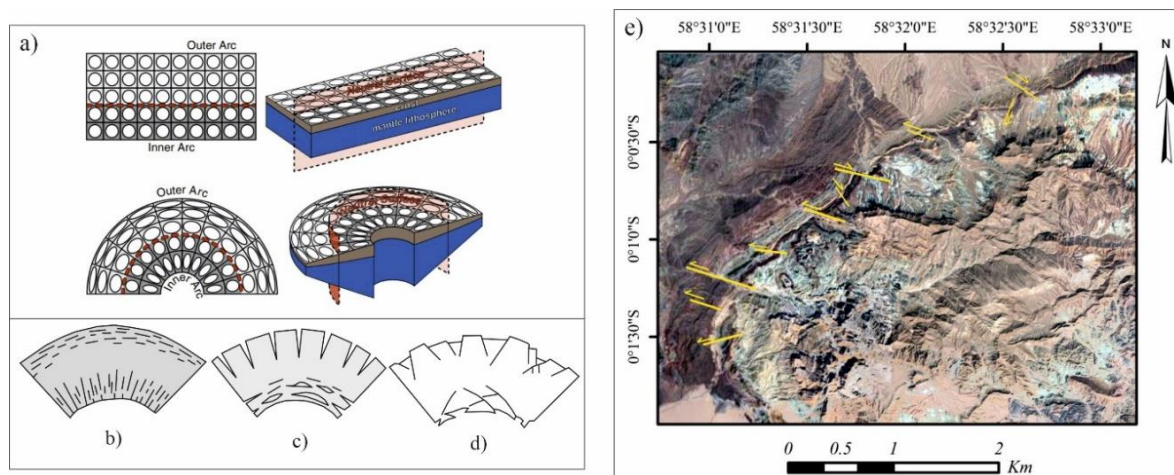 a)
Outer Arc
Inner Arc
Neutral Surface
crust
mantle lithosphere
Outer Arc
Inner Arc
b)
c)
d)
e)
58°31'0"E
58°31'30"E
58°32'0"E
58°32'30"E
58°33'0"E
N
0°0'30"S
0°1'0"S
0°1'30"S
0
0.5
1
2
Km